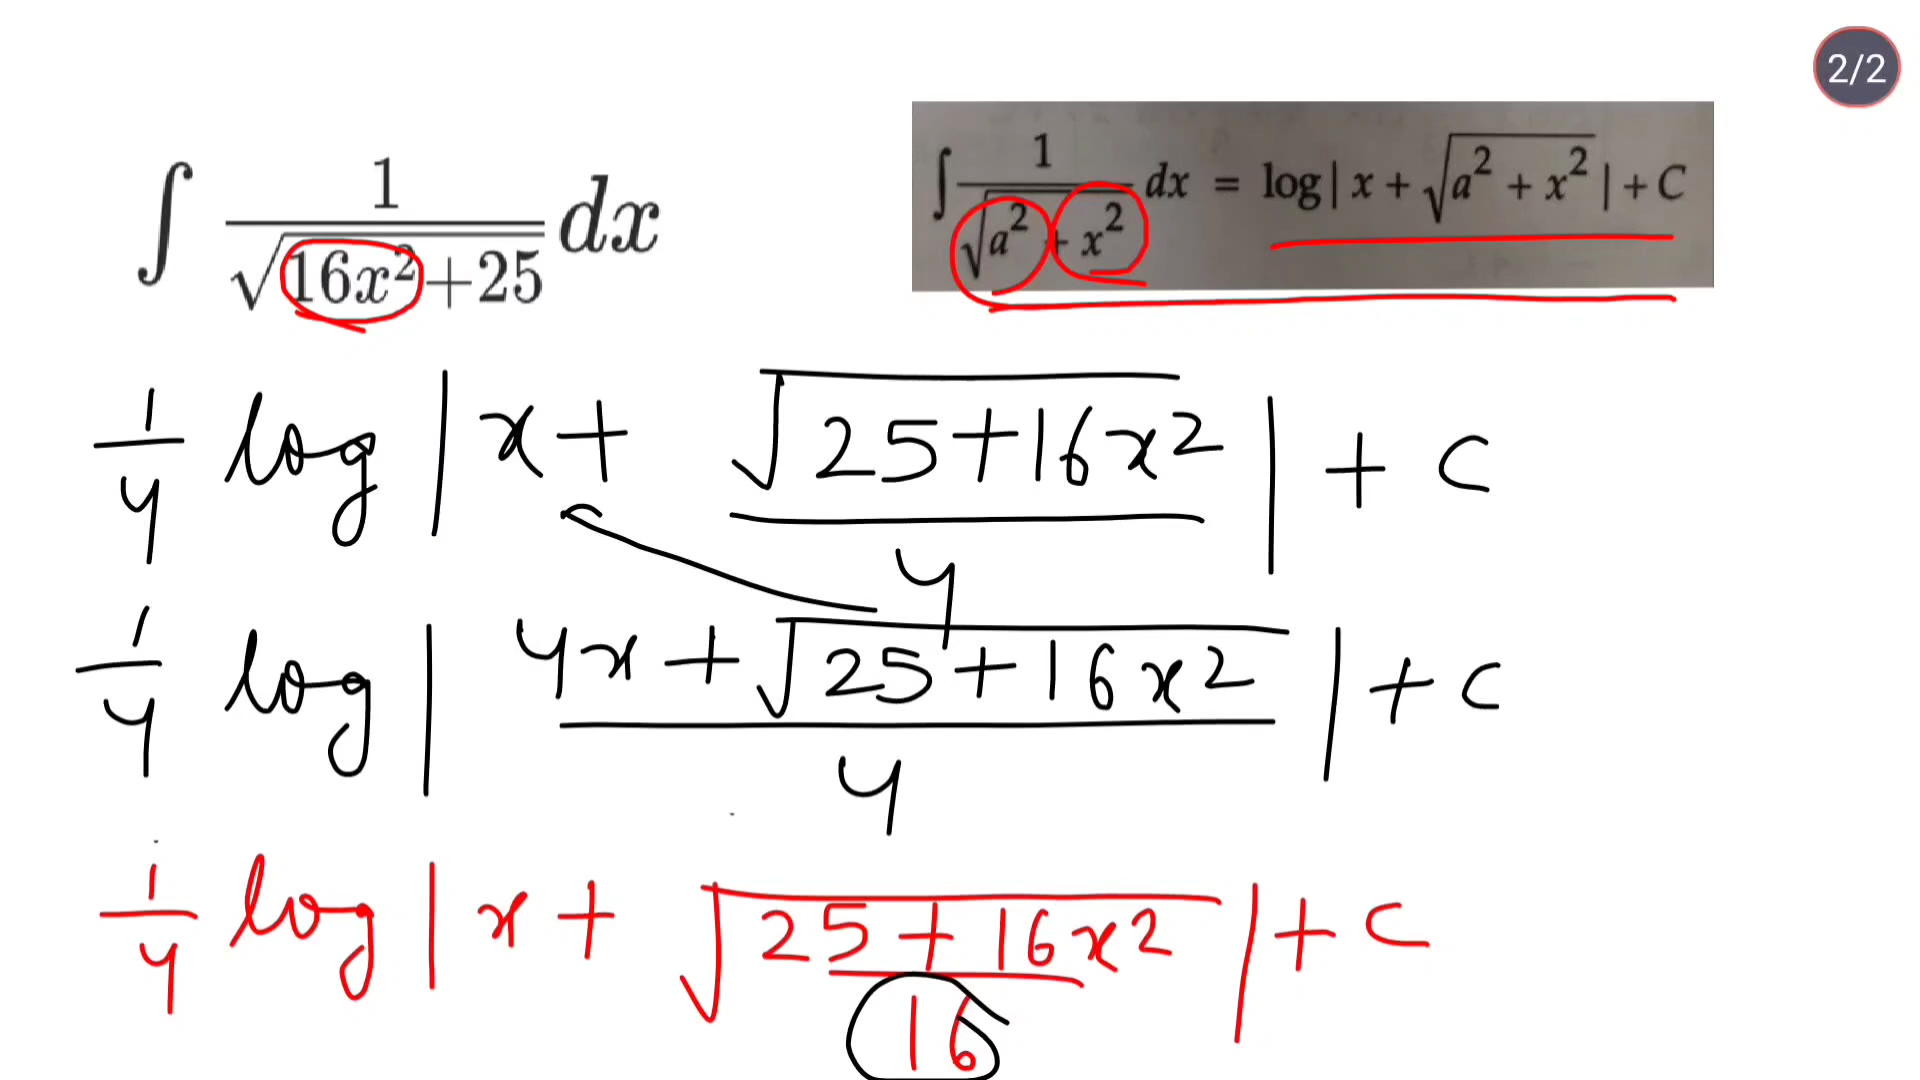 2/2
∫ 1/√(16x²+25) dx
∫ 1/√(a² + x²) dx = log| x + √(a² + x²) | + C
1/4 log | x + √(25+16x²)/4 | + c
1/4 log | (4x + √(25+16x²))/4 | + c
1/4 log | x + √((25+16x²)/16) | + c